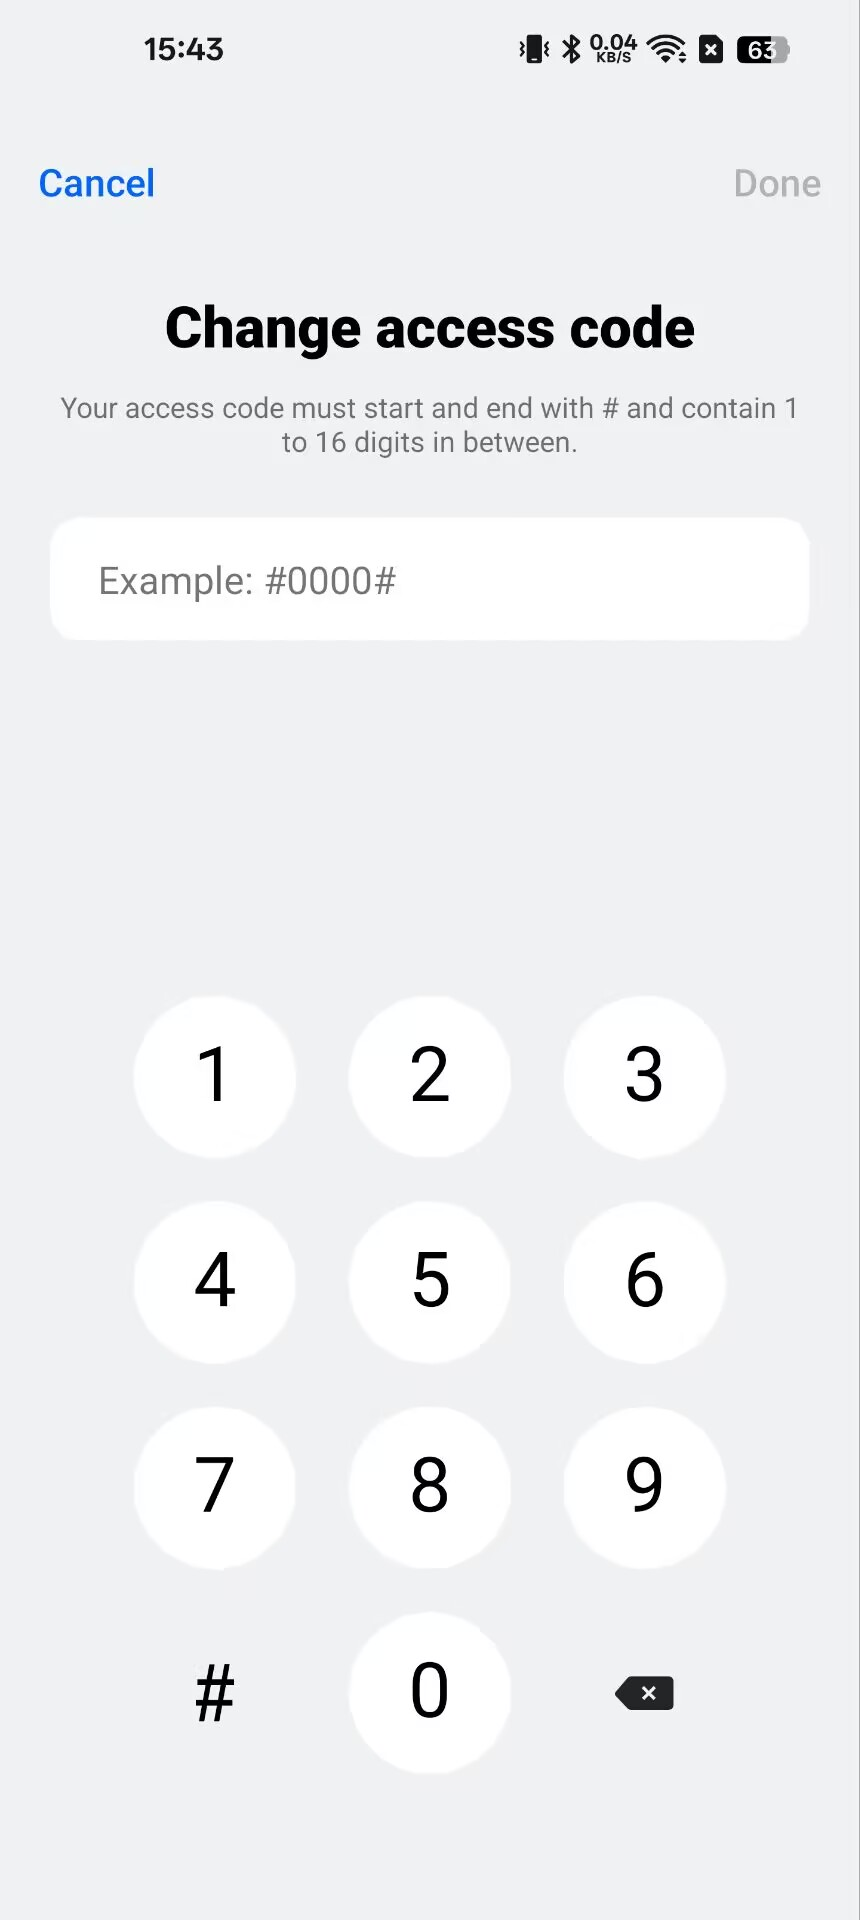 15:43
0.04
KB/S
63
Cancel
Done
Change access code
Your access code must start and end with # and contain 1
to 16 digits in between.
Example: #0000#
1 2 3
4 5 6
7 8 9
# 0